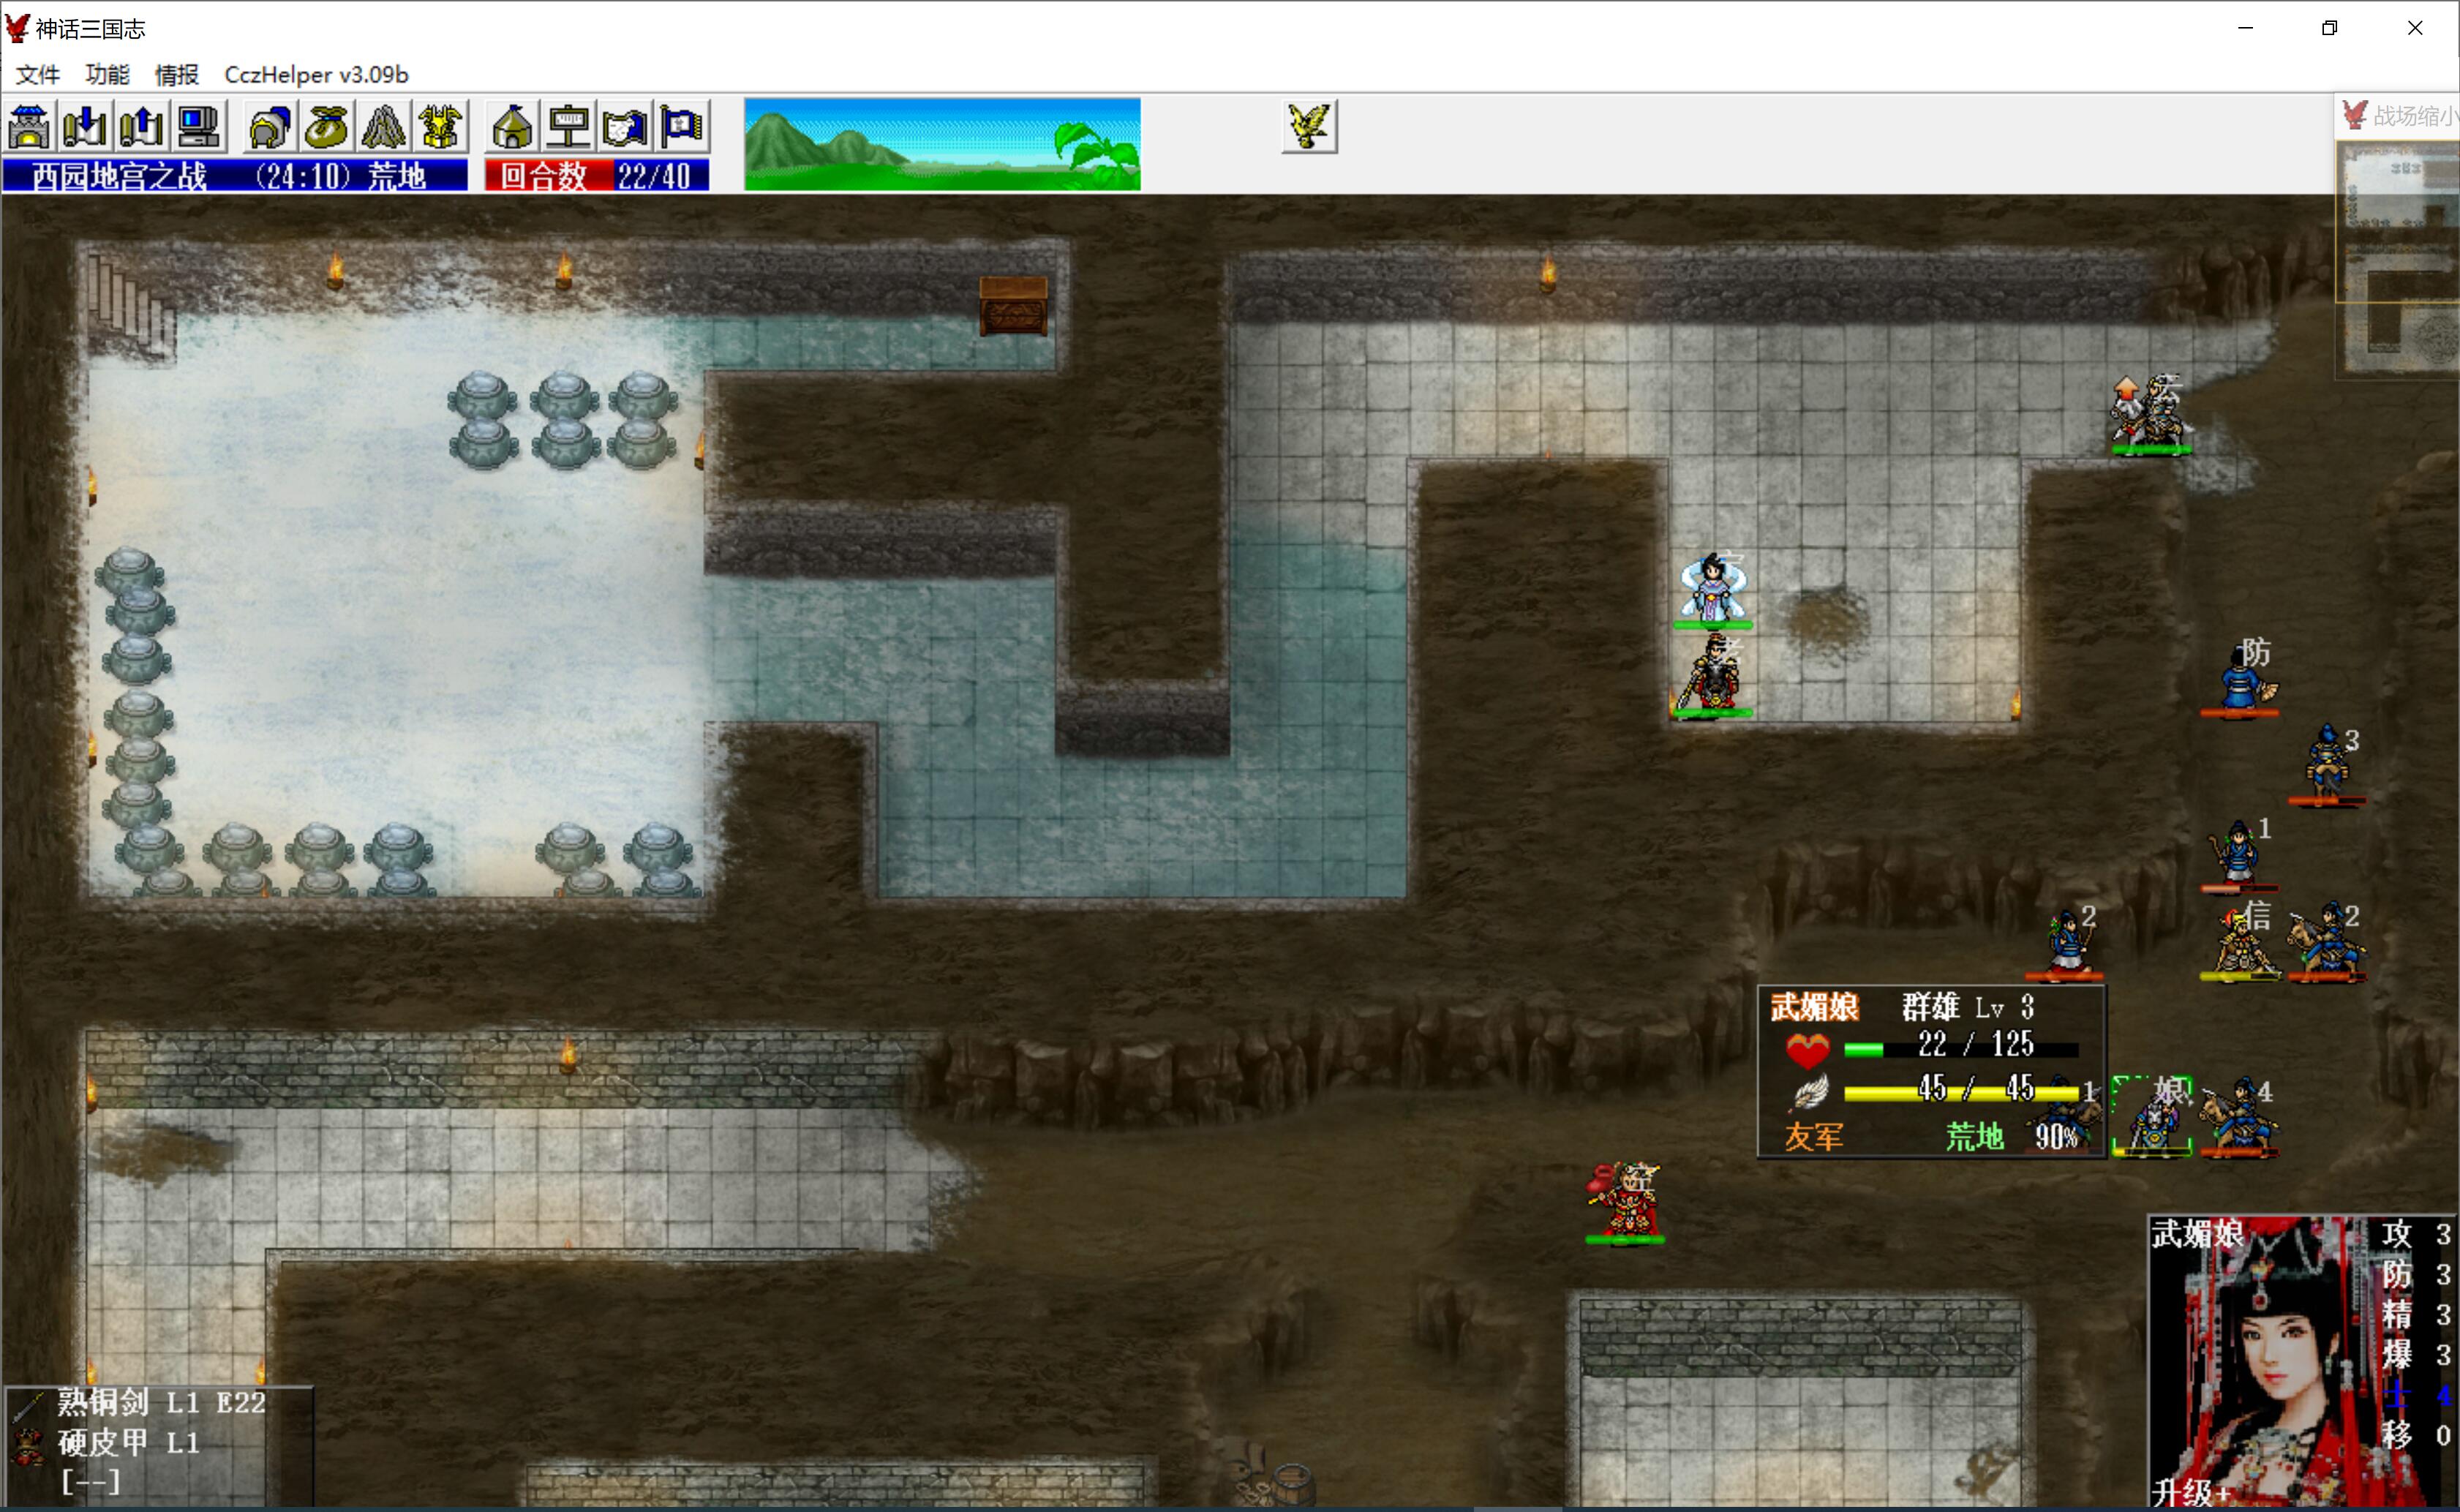 神话三国志
文件 功能 情报 CczHelper v3.09b
战场缩小
西园地宫之战 (24:10) 荒地
回合数 22/40
防
3
1
2
信
2
武媚娘 群雄 Lv 3
22 / 125
45 / 45
友军 荒地 90%
1
娘
4
武媚娘
攻 3
防 3
精 3
爆 3
士 4
移 0
升级+
熟铜剑 L1 E22
硬皮甲 L1
[--]